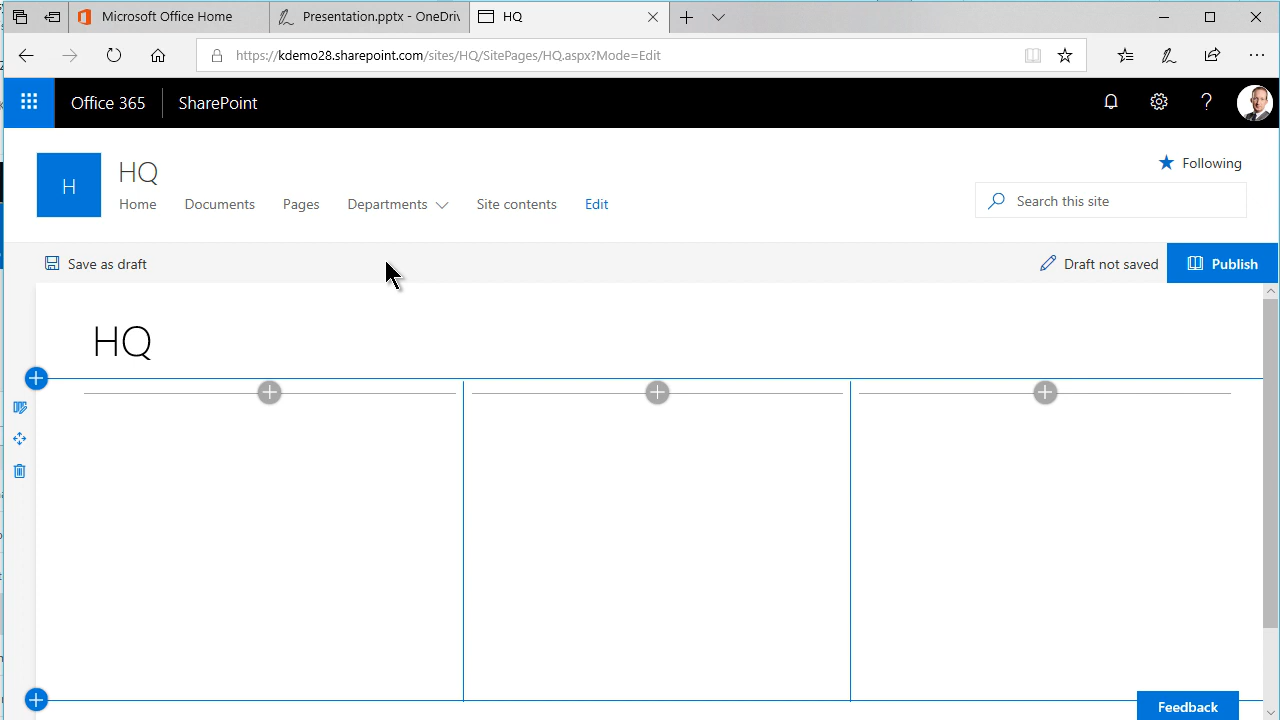 Microsoft Office Home
Presentation.pptx - OneDriv
HQ
https://kdemo28.sharepoint.com/sites/HQ/SitePages/HQ.aspx?Mode=Edit
Office 365
SharePoint
H
HQ
Following
Home
Documents
Pages
Departments
Site contents
Edit
Search this site
Save as draft
Draft not saved
Publish
HQ
Feedback